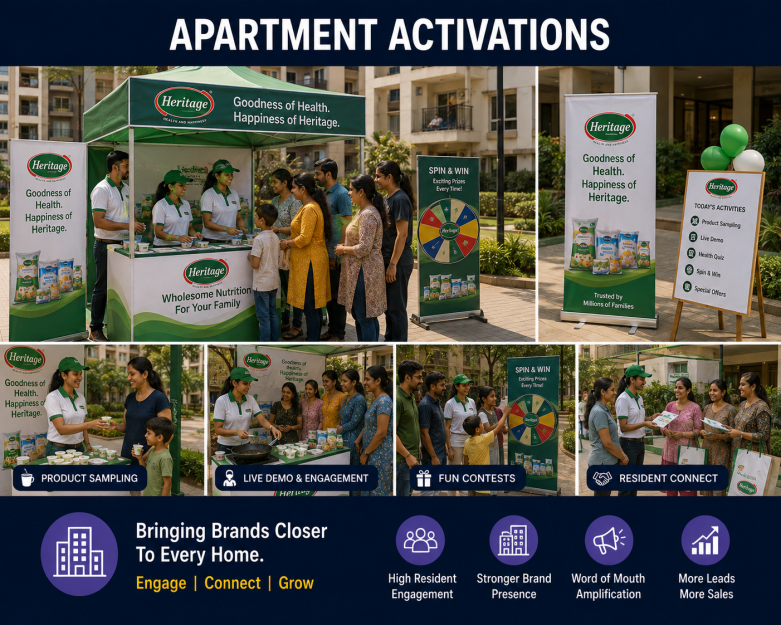 APARTMENT ACTIVATIONS
Heritage
HEALTH AND HAPPINESS
Goodness of Health.
Happiness of Heritage.
Heritage
Goodness of
Health.
Happiness of
Heritage.
Heritage
Wholesome Nutrition
For Your Family
SPIN & WIN
Exciting Prizes
Every Time!
Heritage
Heritage
Goodness of
Health.
Happiness of
Heritage.
Trusted by
Millions of Families
Heritage
TODAY'S ACTIVITIES
Product Sampling
Live Demo
Health Quiz
Spin & Win
Special Offers
Heritage
Goodness of
Health.
Happiness of
Heritage.
PRODUCT SAMPLING
Heritage
Goodness of Health.
Happiness of
Heritage.
LIVE DEMO & ENGAGEMENT
SPIN & WIN
Exciting Prizes
Every Time!
FUN CONTESTS
Heritage
RESIDENT CONNECT
Bringing Brands Closer
To Every Home.
Engage | Connect | Grow
High Resident
Engagement
Stronger Brand
Presence
Word of Mouth
Amplification
More Leads
More Sales